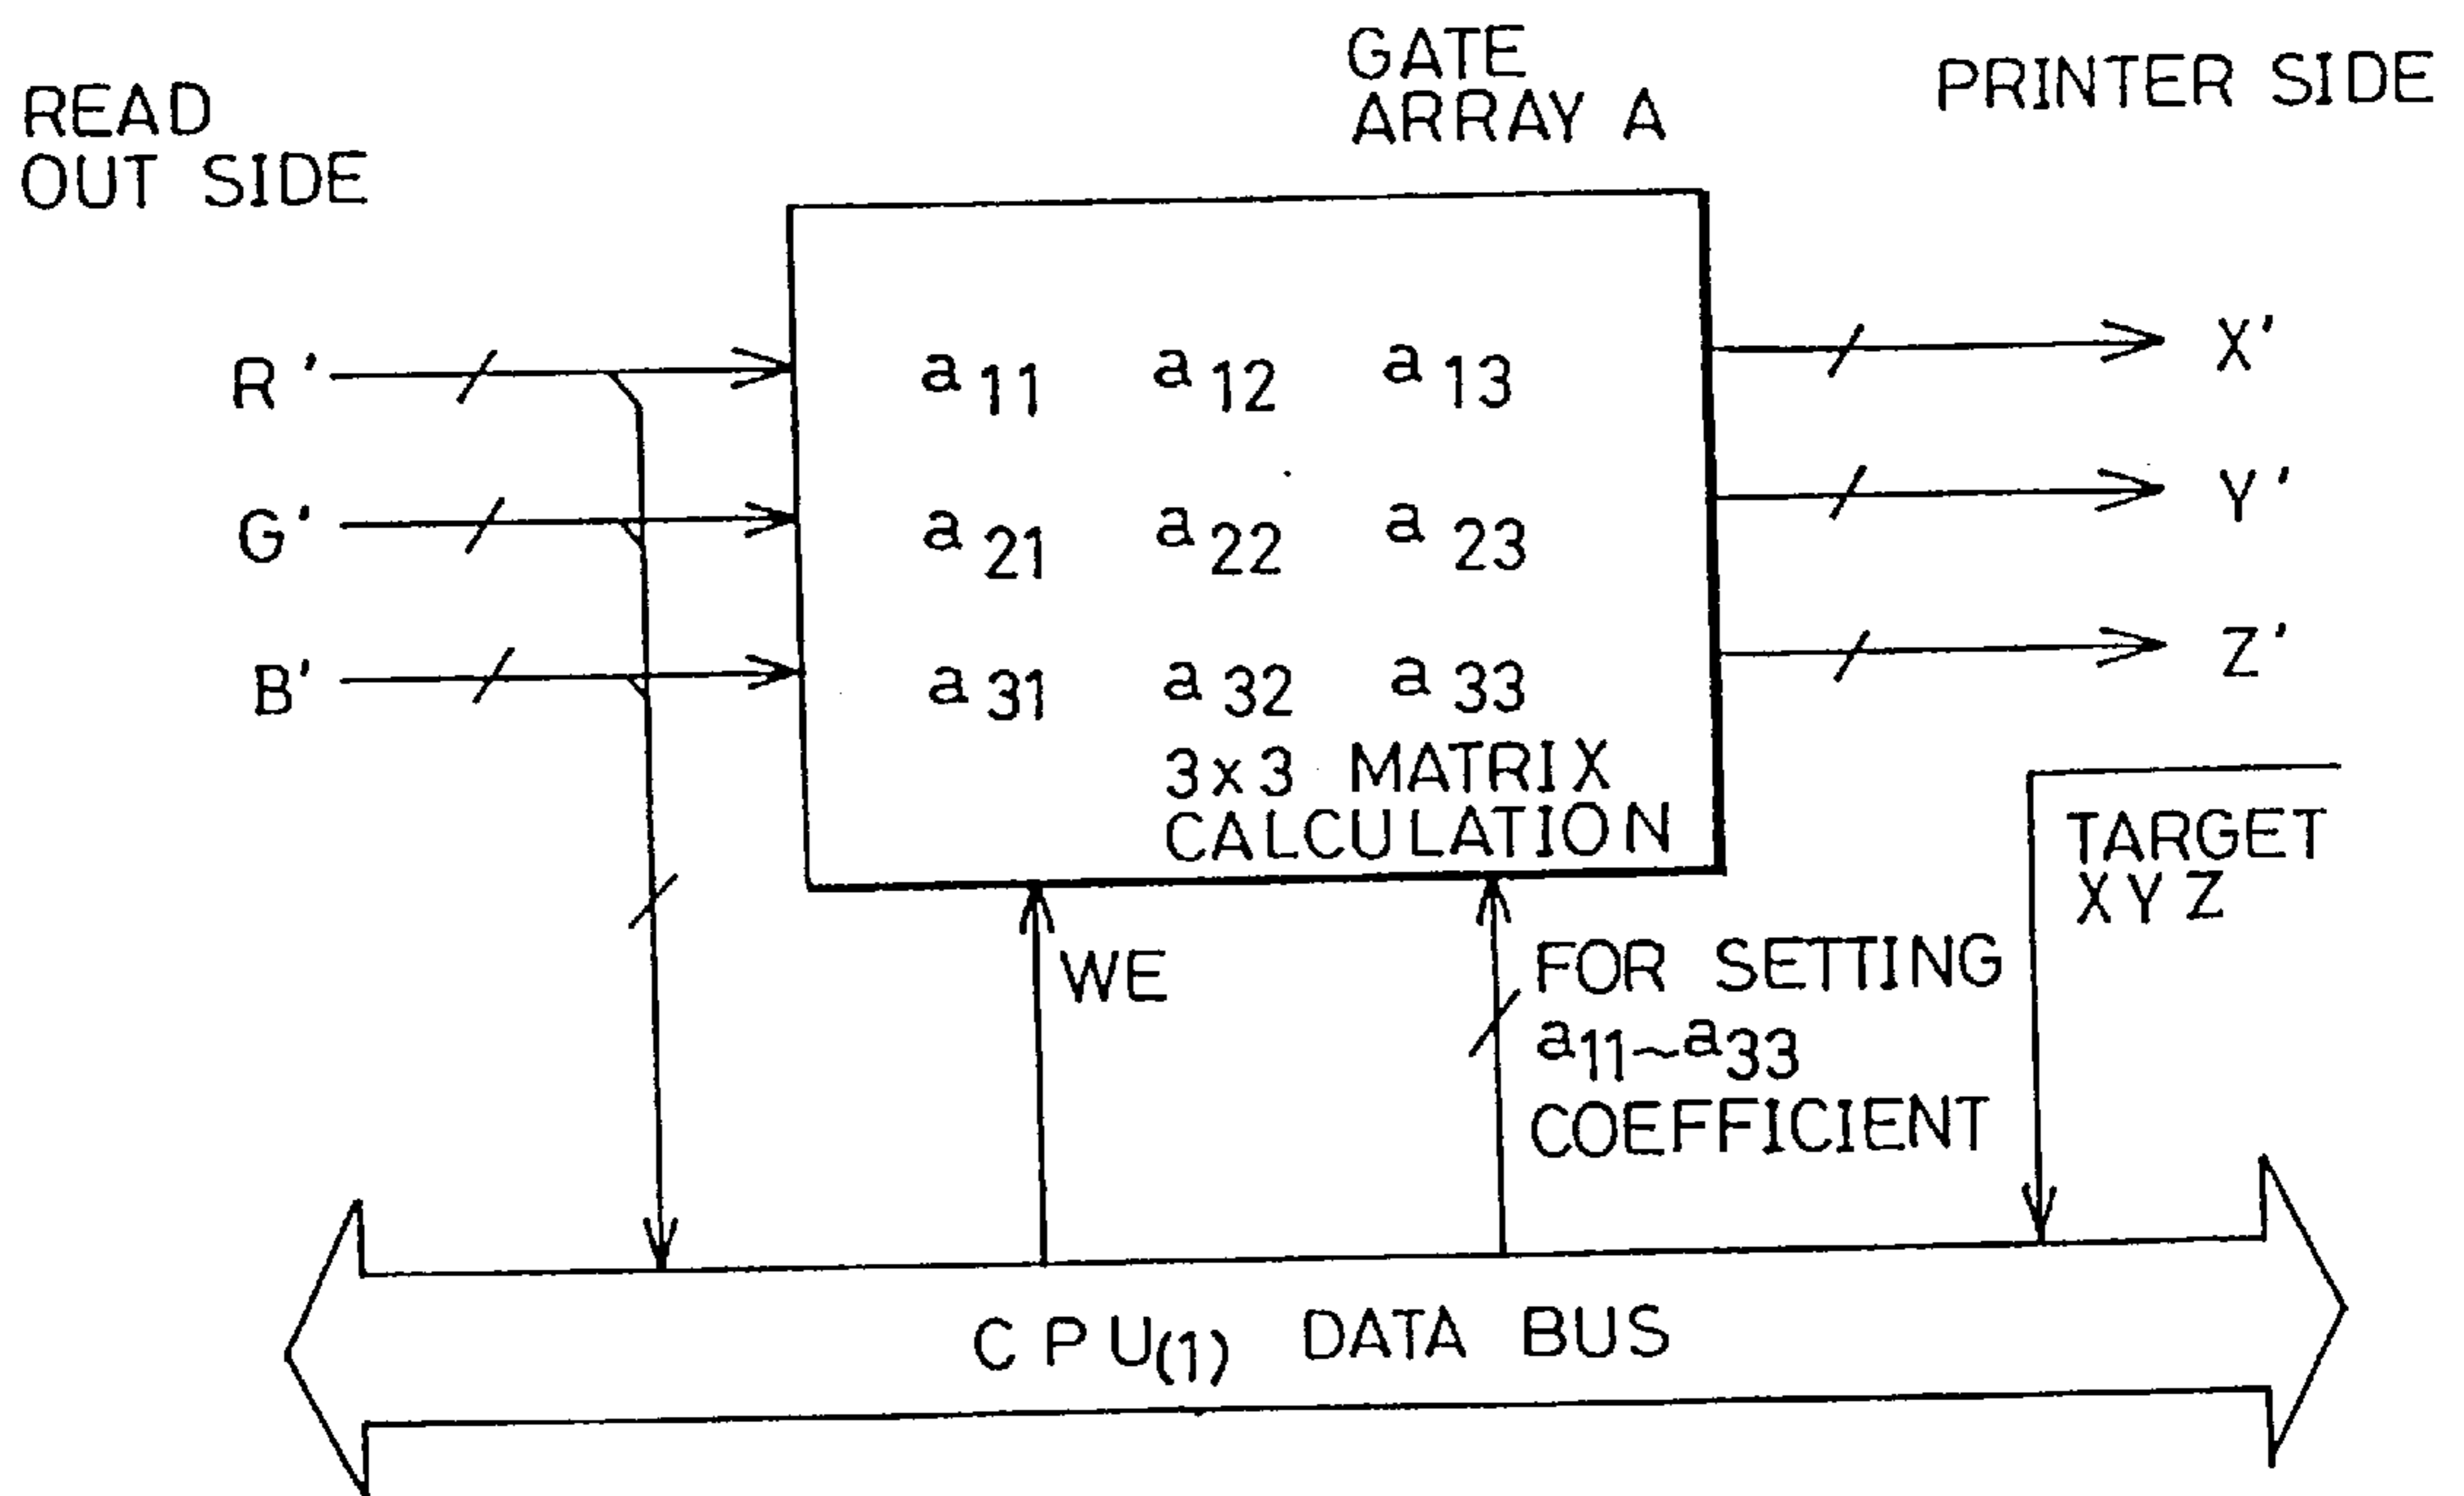 READ
OUT SIDE
GATE
ARRAY A
PRINTER SIDE
R'
G'
B'
a11 a12 a13
a21 a22 a23
a31 a32 a33
3x3 MATRIX
CALCULATION
X'
Y'
Z'
TARGET
XYZ
WE
FOR SETTING
a11~a33
COEFFICIENT
CPU(1) DATA BUS